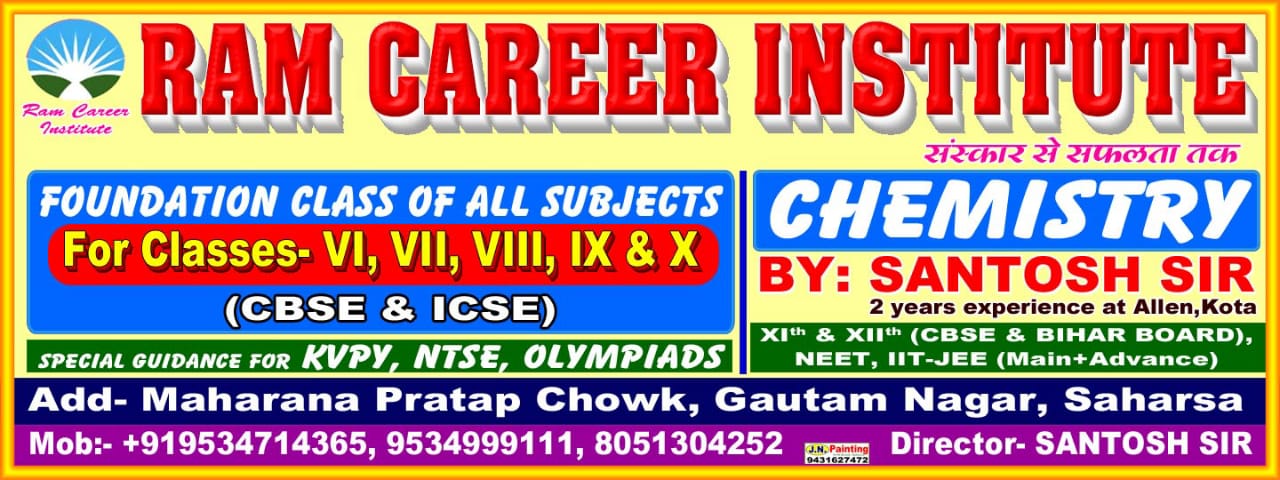 RAM CAREER INSTITUTE
Ram Career
Institute
संस्कार से सफलता तक
FOUNDATION CLASS OF ALL SUBJECTS
For Classes- VI, VII, VIII, IX & X
(CBSE & ICSE)
SPECIAL GUIDANCE FOR KVPY, NTSE, OLYMPIADS
CHEMISTRY
BY: SANTOSH SIR
2 years experience at Allen,Kota
XIth & XIIth (CBSE & BIHAR BOARD),
NEET, IIT-JEE (Main+Advance)
Add- Maharana Pratap Chowk, Gautam Nagar, Saharsa
Mob:- +919534714365, 9534999111, 8051304252
J.N. Painting
9431627472
Director- SANTOSH SIR